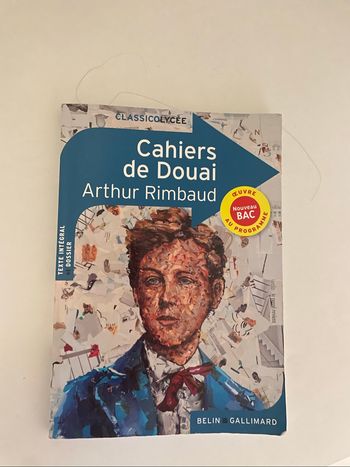 CLASSICOLYCÉE
Cahiers
de Douai
Arthur Rimbaud
ŒUVRE
Nouveau
BAC
AU PROGRAMME
TEXTE INTÉGRAL
DOSSIER
BELIN GALLIMARD